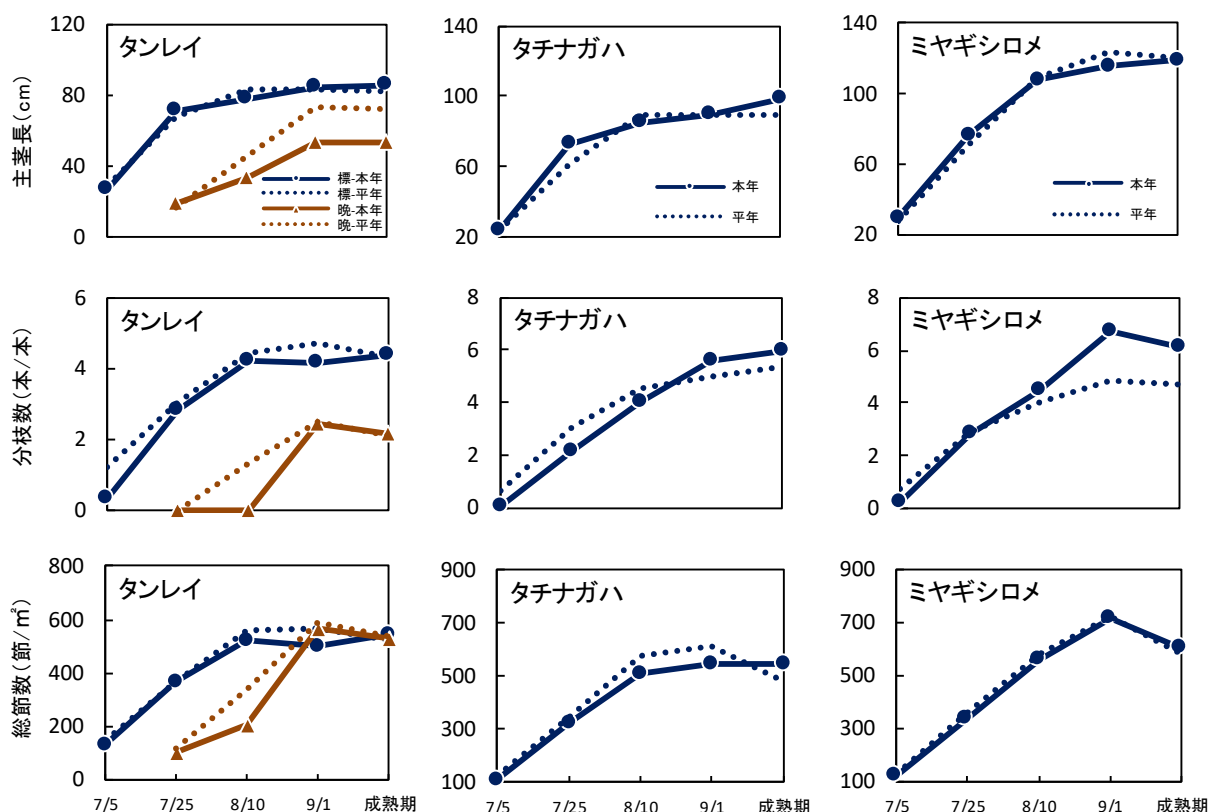 主茎長(cm)
120
80
40
0
タンレイ
標-本年
標-平年
晩-本年
晩-平年
140
100
60
20
タチナガハ
本年
平年
140
100
60
20
ミヤギシロメ
本年
平年
分枝数(本/本)
6
4
2
0
タンレイ
8
6
4
2
0
タチナガハ
8
6
4
2
0
ミヤギシロメ
総節数(節/㎡)
800
600
400
200
0
タンレイ
7/5 7/25 8/10 9/1 成熟期
900
700
500
300
100
タチナガハ
7/5 7/25 8/10 9/1 成熟期
900
700
500
300
100
ミヤギシロメ
7/5 7/25 8/10 9/1 成熟期